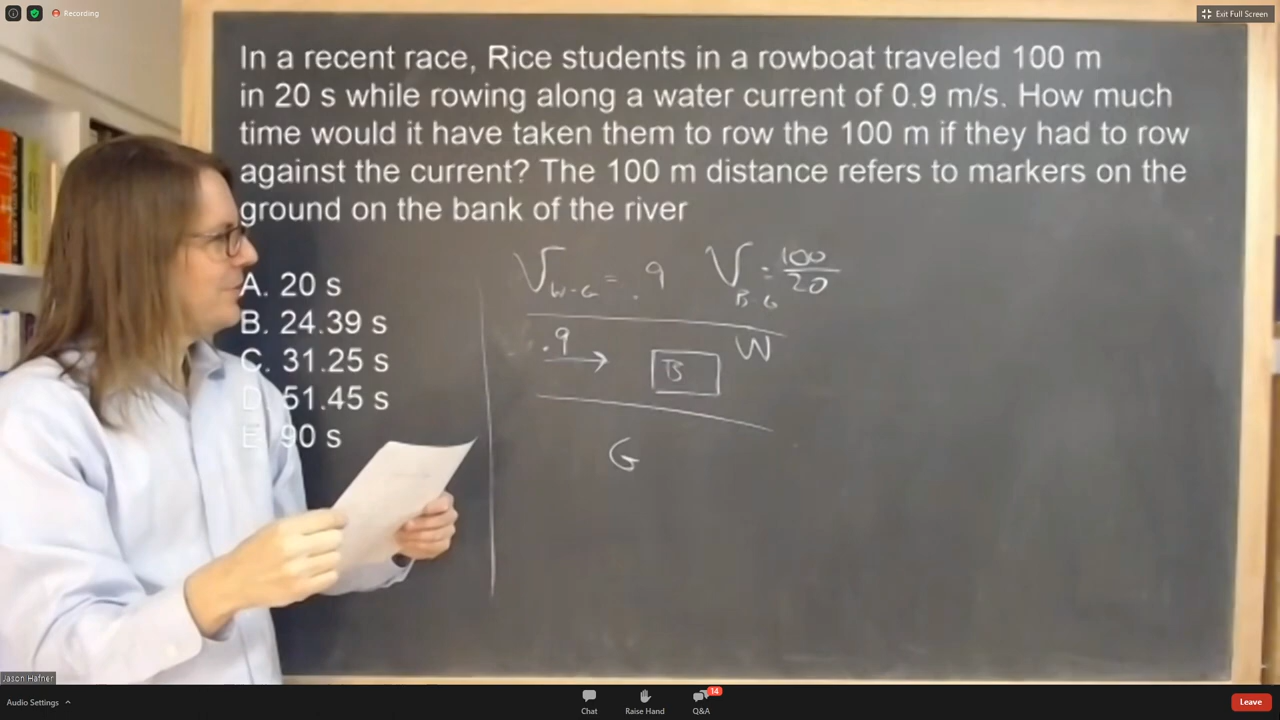 Recording
Exit Full Screen
In a recent race, Rice students in a rowboat traveled 100 m
in 20 s while rowing along a water current of 0.9 m/s. How much
time would it have taken them to row the 100 m if they had to row
against the current? The 100 m distance refers to markers on the
ground on the bank of the river
A. 20 s
B. 24.39 s
C. 31.25 s
D. 51.45 s
E. 90 s
V W-G = .9 V B G = 100/20
.9
B
W
G
Jason Hafner
Audio Settings
Chat
Raise Hand
14
Q&A
Leave